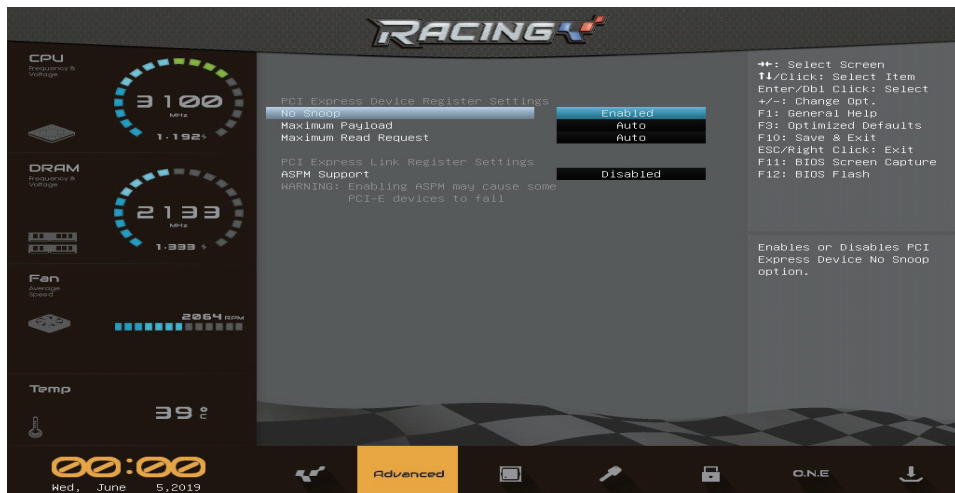 RACING
CPU
Frequency &
Voltage
3100
MHz
1.192v
DRAM
Frequency &
Voltage
2133
MHz
1.333 v
Fan
Average
Speed
2064 RPM
Temp
39 °C
00:00
Wed, June 5,2019
PCI Express Device Register Settings
No Snoop Enabled
Maximum Payload Auto
Maximum Read Request Auto
PCI Express Link Register Settings
ASPM Support Disabled
WARNING: Enabling ASPM may cause some
PCI-E devices to fail
→←: Select Screen
↑↓/Click: Select Item
Enter/Dbl Click: Select
+/-: Change Opt.
F1: General Help
F3: Optimized Defaults
F10: Save & Exit
ESC/Right Click: Exit
F11: BIOS Screen Capture
F12: BIOS Flash
Enables or Disables PCI
Express Device No Snoop
option.
Advanced
O.N.E